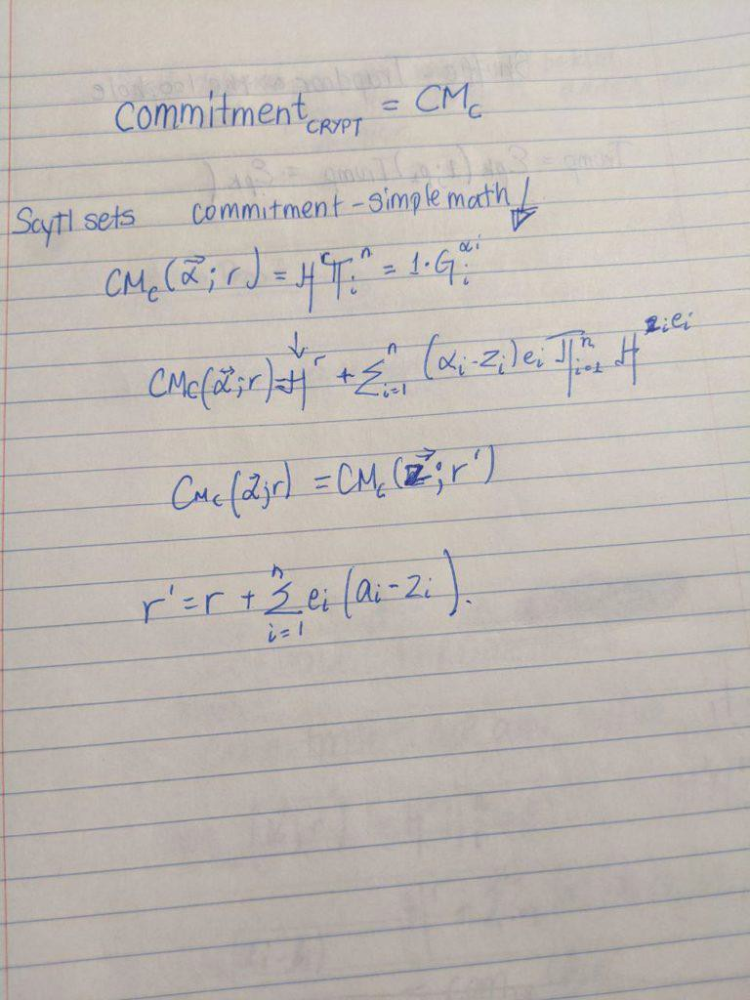 Commitment_CRYPT = CM_c
Scytl sets commitment - simple math!
CM_c(α⃗; r) = H^r π_i^n = 1·G_i^αi
CM_c(α⃗; r) = H^r + Σ_{i=1}^n (α_i - z_i) e_i Π_{i=1}^n H^{z_i e_i}
CM_c(α⃗; r) = CM_c(z⃗; r')
r' = r + Σ_{i=1}^n e_i (a_i - z_i).